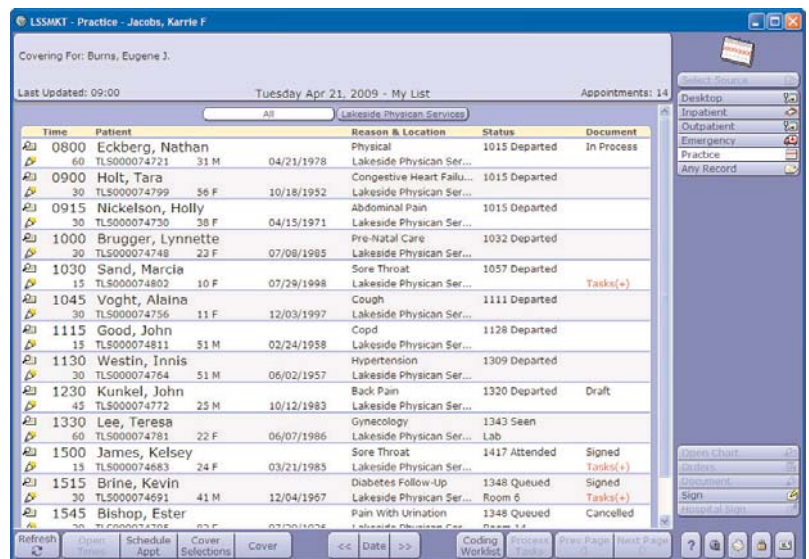 LSSMKT - Practice - Jacobs, Karrie F
Covering For: Burns, Eugene J.
Last Updated: 09:00 Tuesday Apr 21, 2009 - My List Appointments: 14
All Lakeside Physican Services
Time Patient Reason & Location Status Document
0800 Eckberg, Nathan Physical 1015 Departed In Process
60 TLS000074721 31 M 04/21/1978 Lakeside Physican Ser...
0900 Holt, Tara Congestive Heart Failu... 1015 Departed
30 TLS000074799 56 F 10/18/1952 Lakeside Physican Ser...
0915 Nickelson, Holly Abdominal Pain 1015 Departed
30 TLS000074730 38 F 04/15/1971 Lakeside Physican Ser...
1000 Brugger, Lynnette Pre-Natal Care 1032 Departed
30 TLS000074748 23 F 07/08/1985 Lakeside Physican Ser...
1030 Sand, Marcia Sore Throat 1057 Departed
15 TLS000074802 10 F 07/29/1998 Lakeside Physican Ser... Tasks(+)
1045 Voght, Alaina Cough 1111 Departed
30 TLS000074756 11 F 12/03/1997 Lakeside Physican Ser...
1115 Good, John Copd 1128 Departed
15 TLS000074811 51 M 02/24/1958 Lakeside Physican Ser...
1130 Westin, Innis Hypertension 1309 Departed
30 TLS000074764 51 M 06/02/1957 Lakeside Physican Ser...
1230 Kunkel, John Back Pain 1320 Departed Draft
45 TLS000074772 25 M 10/12/1983 Lakeside Physican Ser...
1330 Lee, Teresa Gynecology 1343 Seen
60 TLS000074781 22 F 06/07/1986 Lakeside Physican Ser... Lab
1500 James, Kelsey Sore Throat 1417 Attended Signed
15 TLS000074683 24 F 03/21/1985 Lakeside Physican Ser... Tasks(+)
1515 Brine, Kevin Diabetes Follow-Up 1348 Queued Signed
30 TLS000074691 41 M 12/04/1967 Lakeside Physican Ser... Room 6 Tasks(+)
1545 Bishop, Ester Pain With Urination 1348 Queued Cancelled
Select Source
Desktop
Inpatient
Outpatient
Emergency
Practice
Any Record
Open Chart
Orders
Document
Sign
Hospital Sign
Refresh
Open Times
Schedule Appt.
Cover Selections
Cover
<< Date >>
Coding Worklist
Process Tasks
Prev Page
Next Page
?